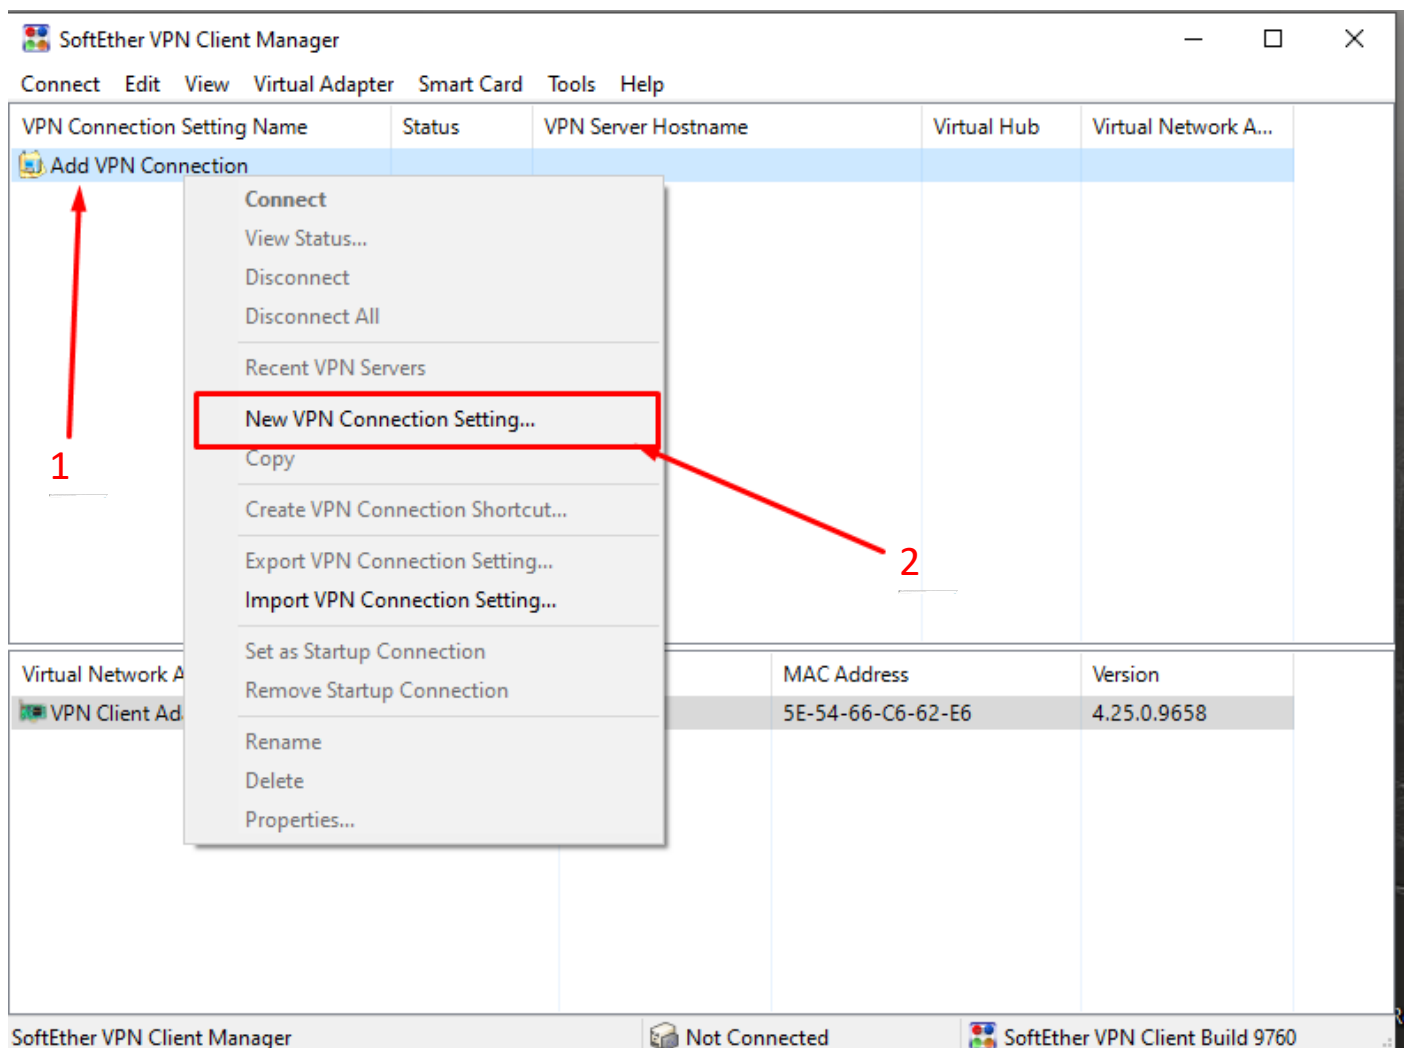 SoftEther VPN Client Manager
Connect Edit View Virtual Adapter Smart Card Tools Help
VPN Connection Setting Name Status VPN Server Hostname Virtual Hub Virtual Network A...
Add VPN Connection
Connect
View Status...
Disconnect
Disconnect All
Recent VPN Servers
New VPN Connection Setting...
1
Copy
Create VPN Connection Shortcut...
2
Export VPN Connection Setting...
Import VPN Connection Setting...
Set as Startup Connection
Remove Startup Connection
Rename
Delete
Properties...
Virtual Network A MAC Address Version
VPN Client Ad 5E-54-66-C6-62-E6 4.25.0.9658
SoftEther VPN Client Manager Not Connected SoftEther VPN Client Build 9760